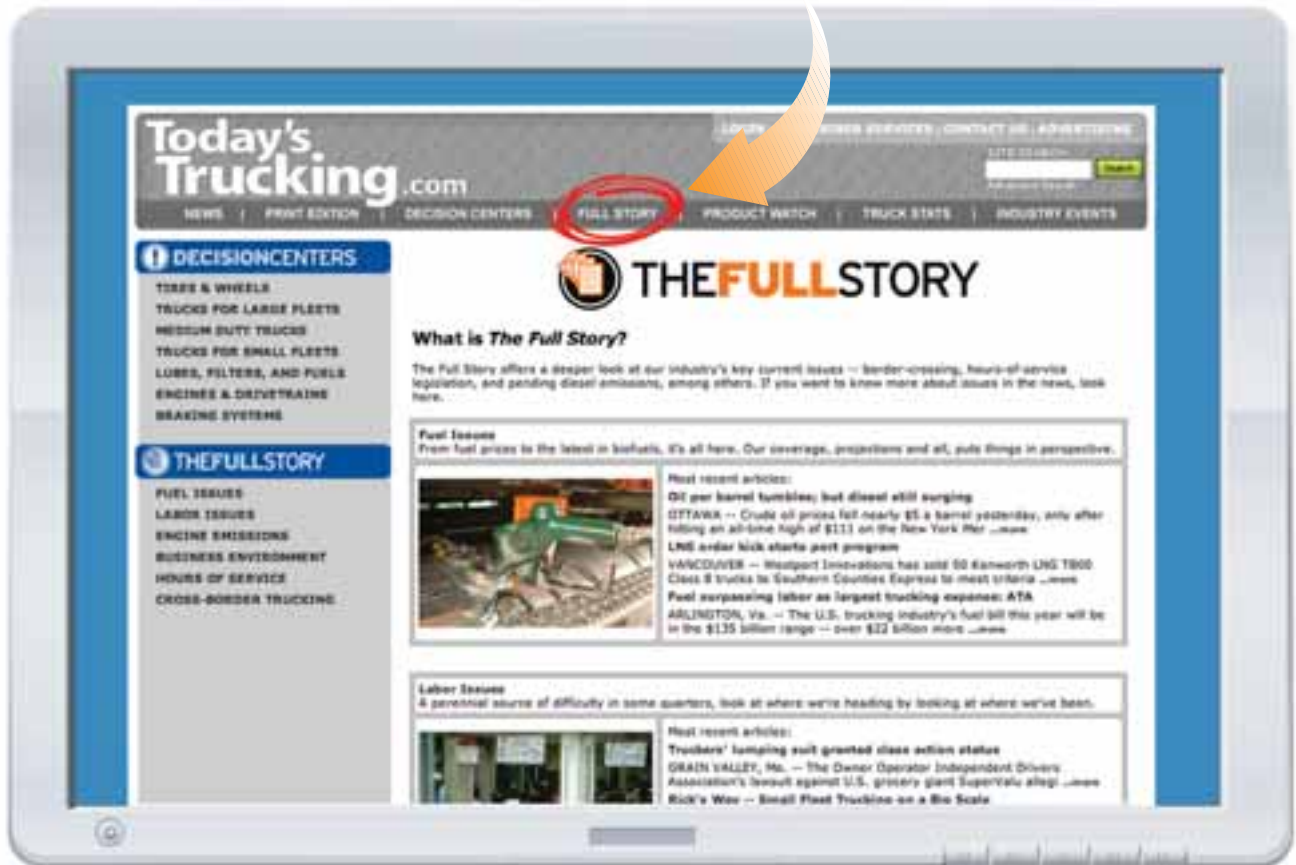 Today's
Trucking.com
SERVICES | CONTACT US | ADVERTISING
SITE SEARCH
NEWS | PRINT EDITION | DECISION CENTERS | FULL STORY | PRODUCT WATCH | TRUCK STATS | INDUSTRY EVENTS
DECISIONCENTERS
TIRES & WHEELS
TRUCKS FOR LARGE FLEETS
MEDIUM DUTY TRUCKS
TRUCKS FOR SMALL FLEETS
LUBES, FILTERS, AND FUELS
ENGINES & DRIVETRAINS
BRAKING SYSTEMS
THEFULLSTORY
FUEL ISSUES
LABOR ISSUES
ENGINE EMISSIONS
BUSINESS ENVIRONMENT
HOURS OF SERVICE
CROSS-BORDER TRUCKING
THEFULLSTORY
What is The Full Story?
The Full Story offers a deeper look at our industry's key current issues -- border-crossing, hours-of-service
legislation, and pending diesel emissions, among others. If you want to know more about issues in the news, look
here.
Fuel Issues
From fuel prices to the latest in biofuels, it's all here. Our coverage, projections and all, puts things in perspective.
Most recent articles:
Oil per barrel tumbles; but diesel still surging
OTTAWA -- Crude oil prices fell nearly $5 a barrel yesterday, only after
hitting an all-time high of $111 on the New York Mer ...more
LNG order kick starts port program
VANCOUVER -- Westport Innovations has sold 50 Kenworth LNG T800
Class 8 trucks to Southern Counties Express to meet criteria ...more
Fuel surpassing labor as largest trucking expense: ATA
ARLINGTON, Va. -- The U.S. trucking industry's fuel bill this year will be
in the $135 billion range -- over $22 billion more ...more
Labor Issues
A perennial source of difficulty in some quarters, look at where we're heading by looking at where we've been.
Most recent articles:
Truckers' lumping suit granted class action status
GRAIN VALLEY, Mo. -- The Owner Operator Independent Drivers
Association's lawsuit against U.S. grocery giant SuperValu allegi ...more
Rick's Way -- Small Fleet Trucking on a Big Scale